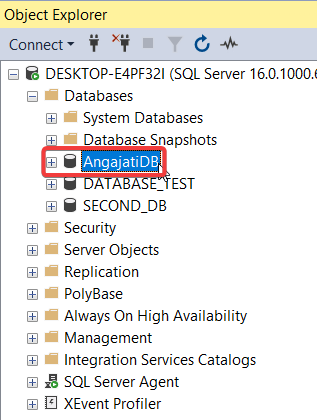 Object Explorer
Connect
DESKTOP-E4PF32I (SQL Server 16.0.1000.6
Databases
System Databases
Database Snapshots
AngajatiDB
DATABASE_TEST
SECOND_DB
Security
Server Objects
Replication
PolyBase
Always On High Availability
Management
Integration Services Catalogs
SQL Server Agent
XEvent Profiler